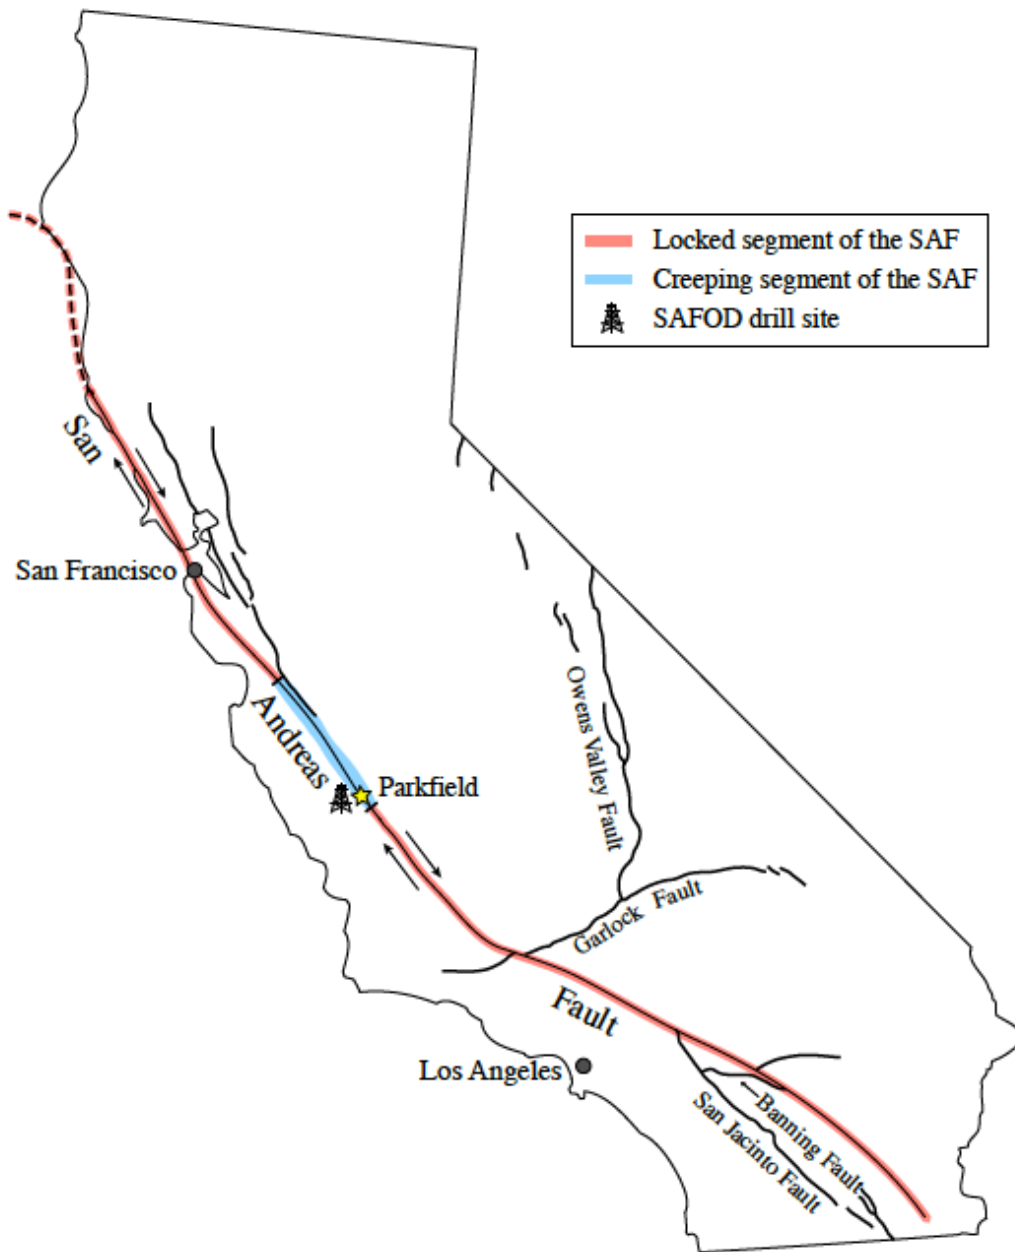 Locked segment of the SAF
Creeping segment of the SAF
SAFOD drill site
San
San Francisco
Andreas
Parkfield
Owens Valley Fault
Garlock Fault
Fault
Los Angeles
Banning Fault
San Jacinto Fault